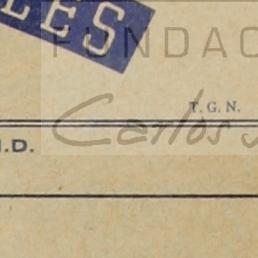 LES
FUNDAC
T. G. N.
Carlos
I.D.